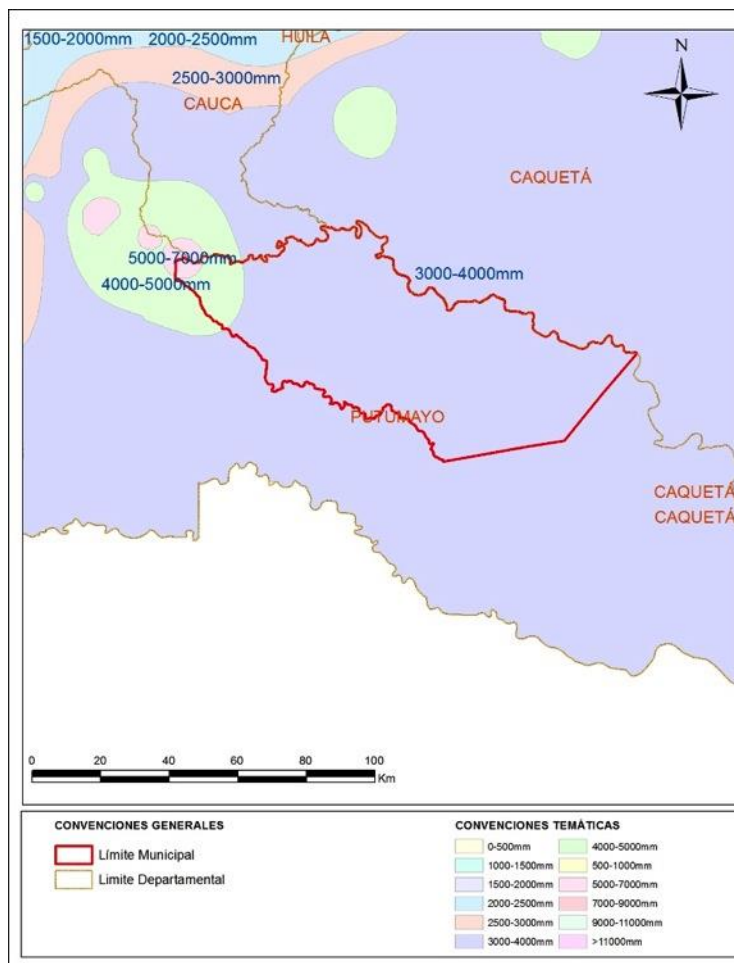 1500-2000mm
2000-2500mm
HUILA
2500-3000mm
CAUCA
N
CAQUETÁ
5000-7000mm
4000-5000mm
3000-4000mm
PUTUMAYO
CAQUETÁ
CAQUETÁ
0 20 40 60 80 100
Km
CONVENCIONES GENERALES
Límite Municipal
Limite Departamental
CONVENCIONES TEMÁTICAS
0-500mm
1000-1500mm
1500-2000mm
2000-2500mm
2500-3000mm
3000-4000mm
4000-5000mm
500-1000mm
5000-7000mm
7000-9000mm
9000-11000mm
>11000mm